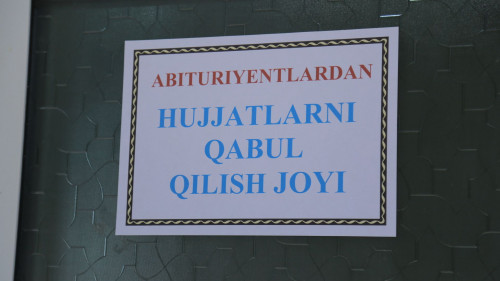 ABITURIYENTLARDAN
HUJJATLARNI
QABUL
QILISH JOYI